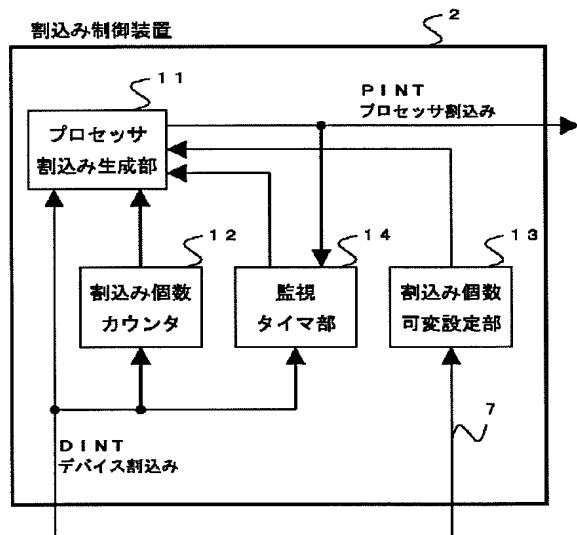 割込み制御装置
2
11
PINT
プロセッサ割込み
プロセッサ
割込み生成部
12
14
13
割込み個数
カウンタ
監視
タイマ部
割込み個数
可変設定部
7
DINT
デバイス割込み